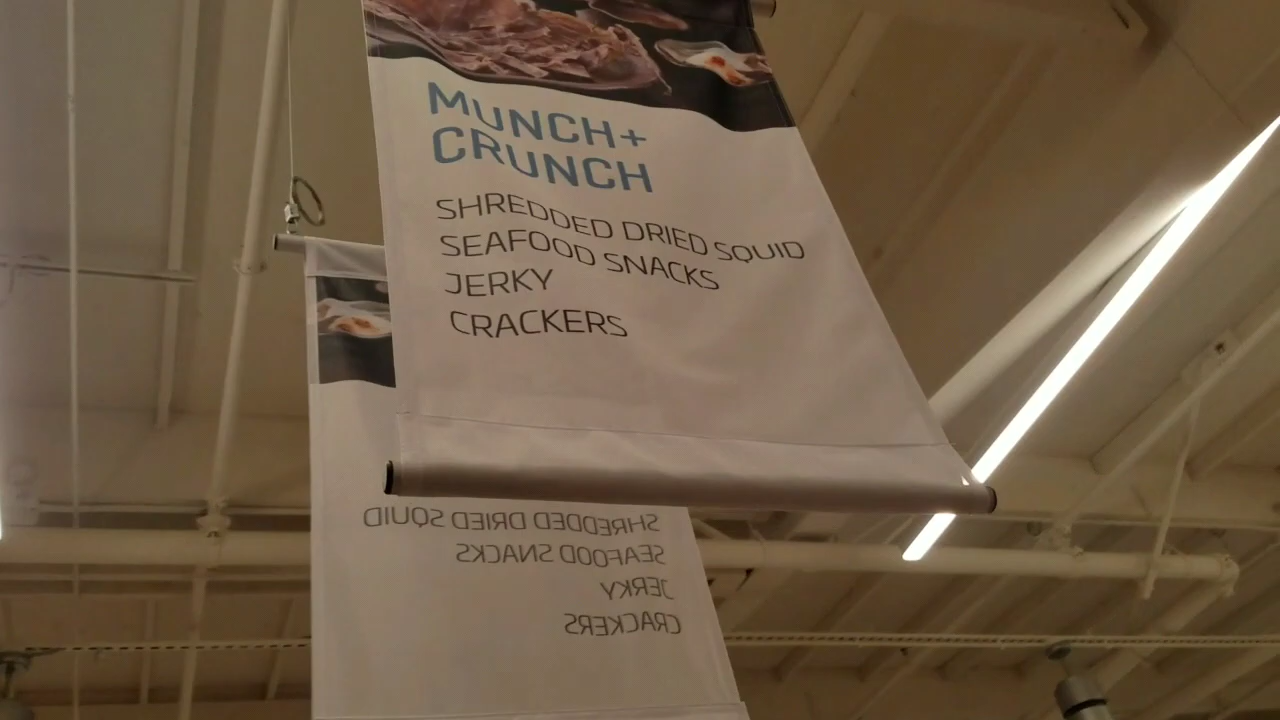 MUNCH+
CRUNCH
SHREDDED DRIED SQUID
SEAFOOD SNACKS
JERKY
CRACKERS
SHREDDED DRIED SQUID
SEAFOOD SNACKS
JERKY
CRACKERS